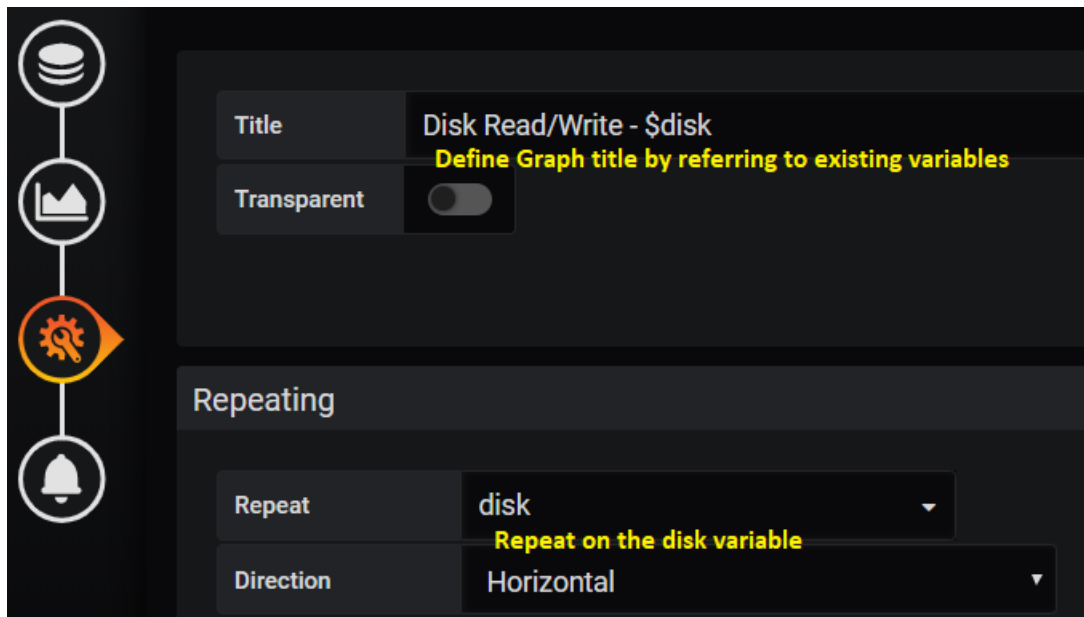 Title
Disk Read/Write - $disk
Define Graph title by referring to existing variables
Transparent
Repeating
Repeat
disk
Repeat on the disk variable
Direction
Horizontal